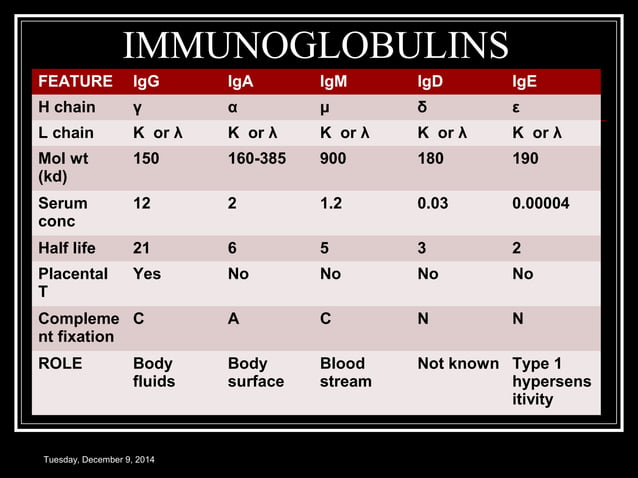 IMMUNOGLOBULINS
FEATURE IgG IgA IgM IgD IgE
H chain γ α μ δ ε
L chain K or λ K or λ K or λ K or λ K or λ
Mol wt (kd) 150 160-385 900 180 190
Serum conc 12 2 1.2 0.03 0.00004
Half life 21 6 5 3 2
Placental T Yes No No No No
Compleme nt fixation C A C N N
ROLE Body fluids Body surface Blood stream Not known Type 1 hypersens itivity
Tuesday, December 9, 2014